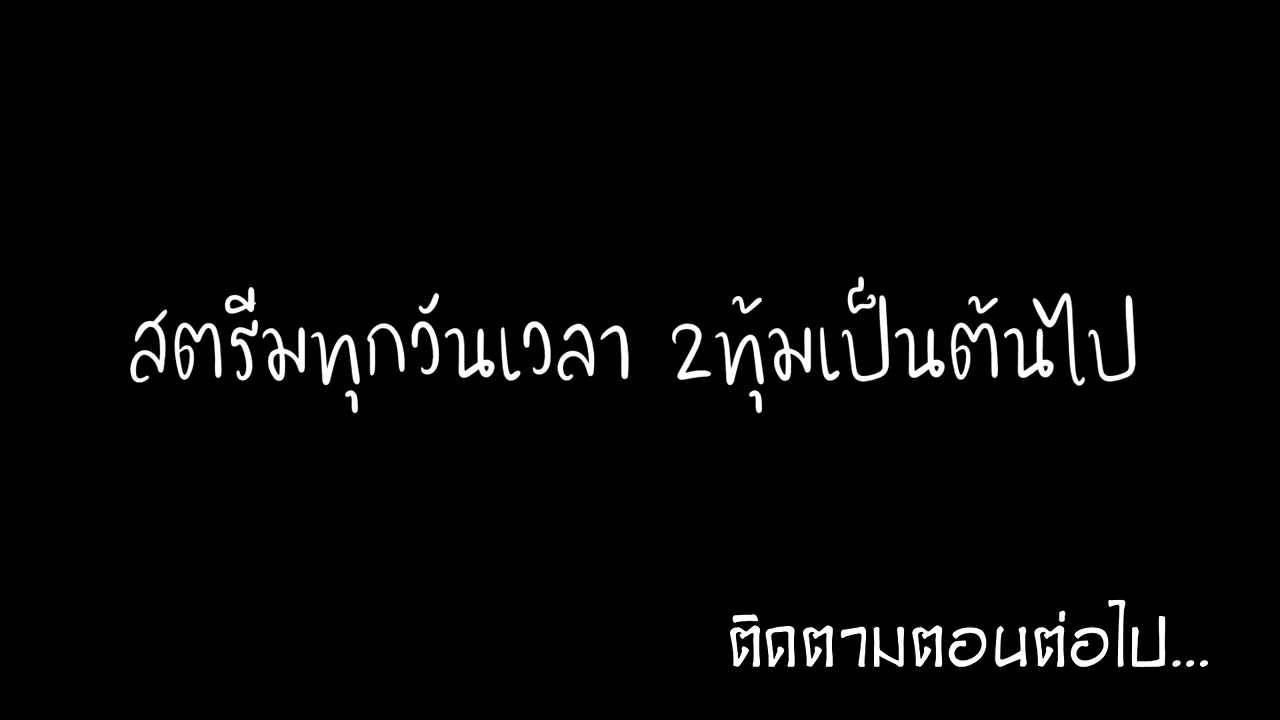 สตรีมทุกวันเวลา 2ทุ้มเป็นต้นไป
ติดตามตอนต่อไป...